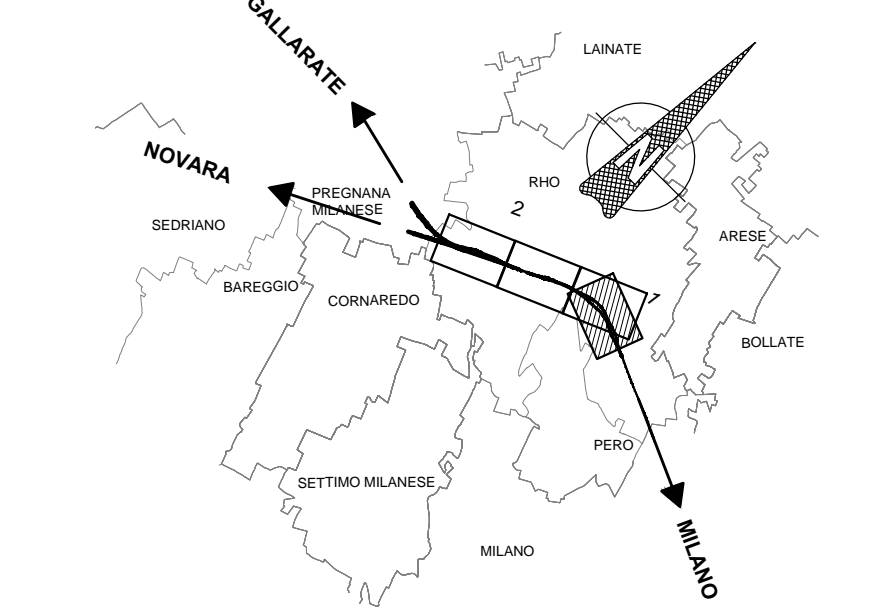 GALLARATE
LAINATE
NOVARA
RHO
N
PREGNANA
MILANESE
2
SEDRIANO
ARESE
BAREGGIO
CORNAREDO
1
BOLLATE
PERO
SETTIMO MILANESE
MILANO
MILANO